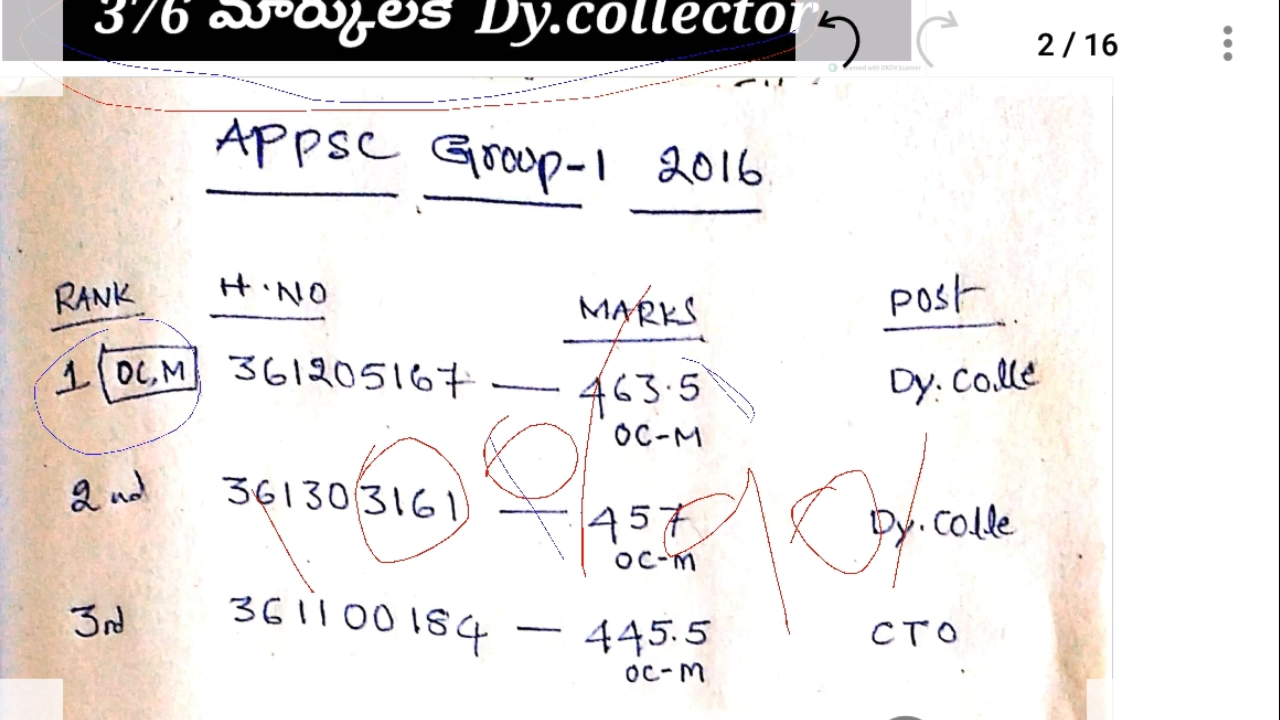 376 మార్కులకే Dy.collector
2 / 16
APPSC Group-1 2016
RANK H.NO MARKS POST
1 OC,M 361205167 — 463.5 Dy.Colle
OC-M
2nd 361303161 — 457 Dy.Colle
OC-M
3rd 361100184 — 445.5 CTO
OC-M